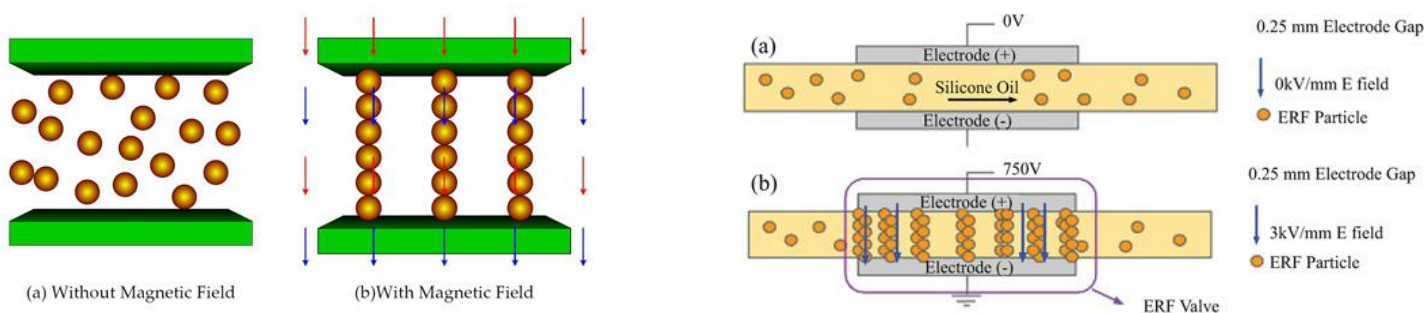 (a) Without Magnetic Field
(b)With Magnetic Field
(a)
0V
Electrode (+)
Silicone Oil
Electrode (-)
0.25 mm Electrode Gap
0kV/mm E field
ERF Particle
(b)
750V
Electrode (+)
Electrode (-)
0.25 mm Electrode Gap
3kV/mm E field
ERF Particle
ERF Valve